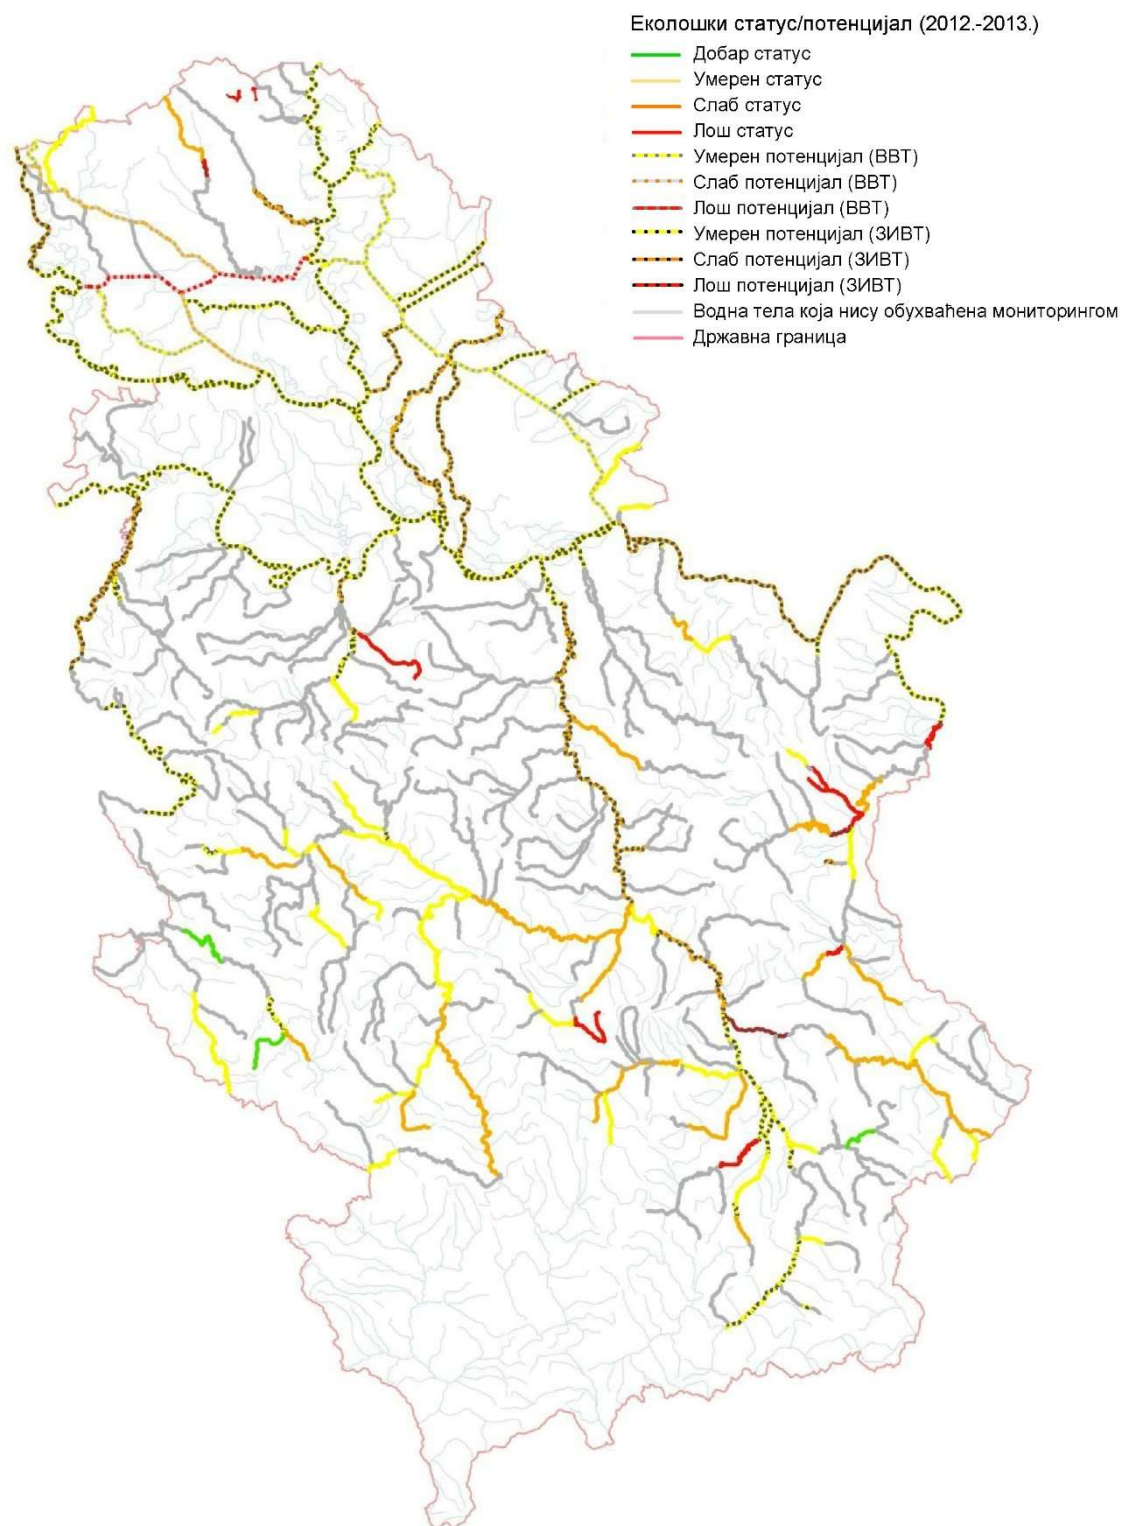 Еколошки статус/потенцијал (2012.-2013.)
Добар статус
Умерен статус
Слаб статус
Лош статус
Умерен потенцијал (ВВТ)
Слаб потенцијал (ВВТ)
Лош потенцијал (ВВТ)
Умерен потенцијал (ЗИВТ)
Слаб потенцијал (ЗИВТ)
Лош потенцијал (ЗИВТ)
Водна тела која нису обухваћена мониторингом
Државна граница